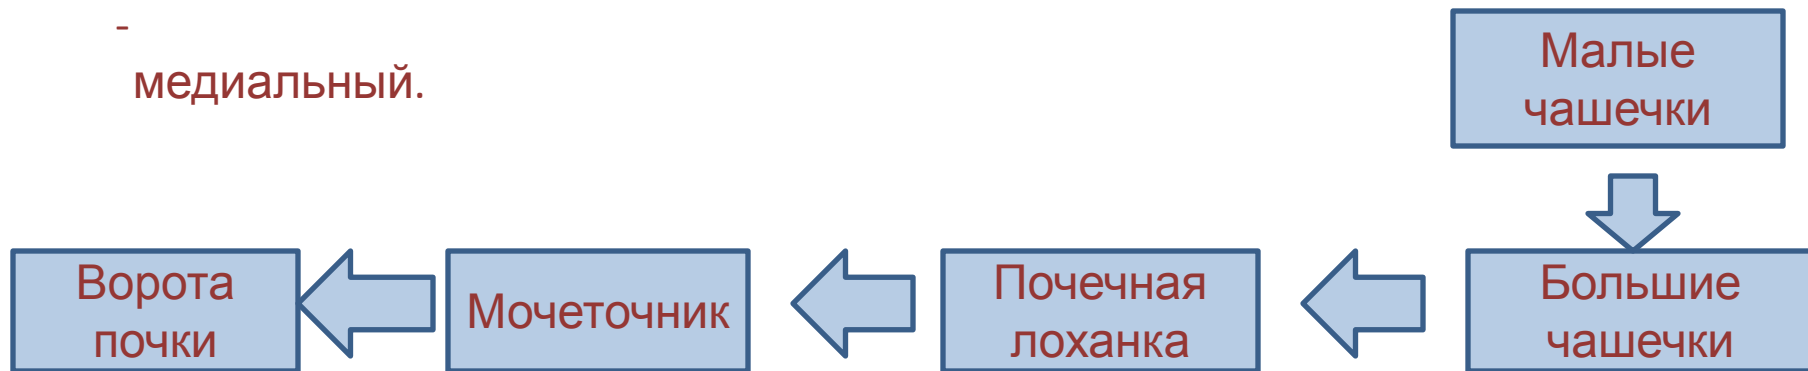 -
медиальный.
Малые
чашечки
Ворота
почки
Мочеточник
Почечная
лоханка
Большие
чашечки